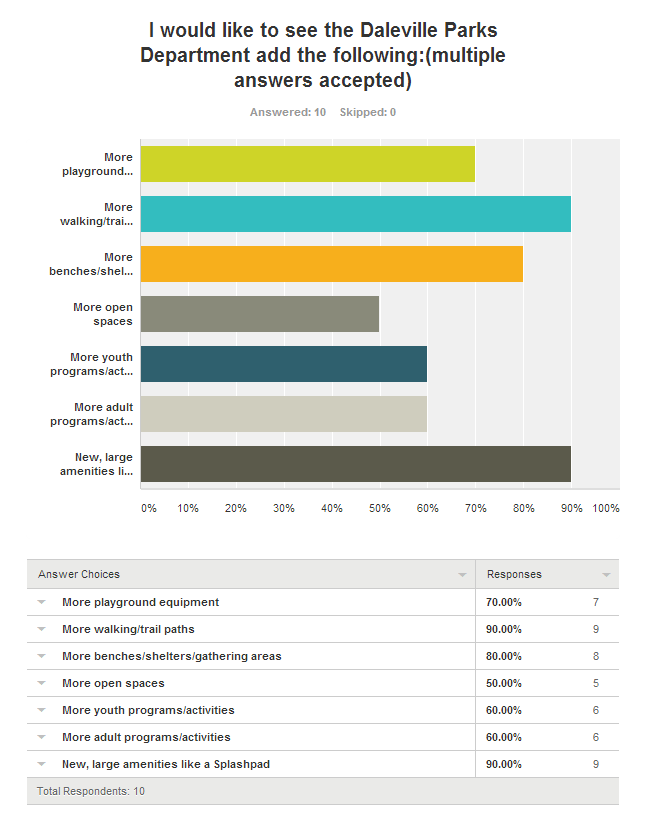 I would like to see the Daleville Parks
Department add the following:(multiple
answers accepted)
Answered: 10 Skipped: 0
More
playground...
More
walking/trai...
More
benches/shel...
More open
spaces
More youth
programs/act...
More adult
programs/act...
New, large
amenities li...
0% 10% 20% 30% 40% 50% 60% 70% 80% 90% 100%
Answer Choices Responses
More playground equipment 70.00% 7
More walking/trail paths 90.00% 9
More benches/shelters/gathering areas 80.00% 8
More open spaces 50.00% 5
More youth programs/activities 60.00% 6
More adult programs/activities 60.00% 6
New, large amenities like a Splashpad 90.00% 9
Total Respondents: 10